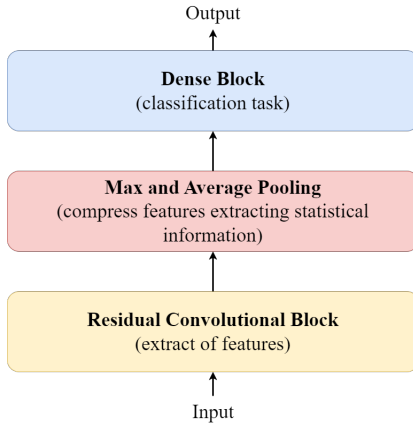 Output
Dense Block
(classification task)
Max and Average Pooling
(compress features extracting statistical
information)
Residual Convolutional Block
(extract of features)
Input